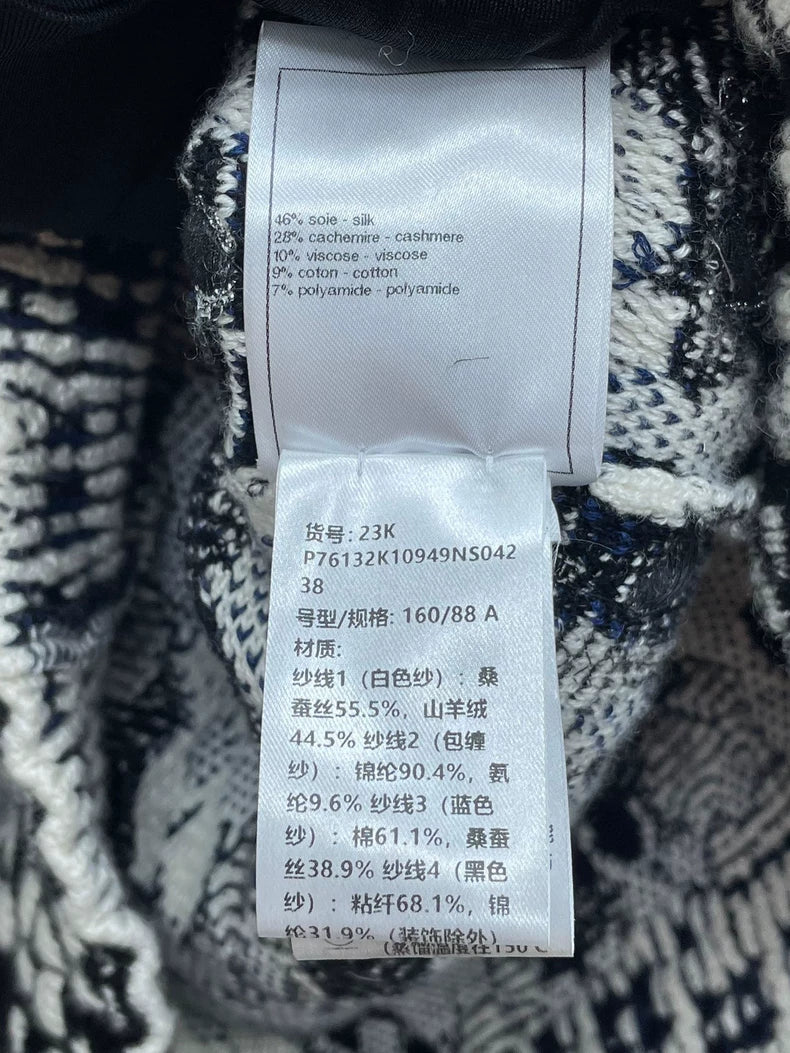 46% soie - silk
28% cachemire - cashmere
10% viscose - viscose
9% coton - cotton
7% polyamide - polyamide
货号: 23K
P76132K10949NS042
38
号型/规格: 160/88 A
材质:
纱线1（白色纱）: 桑
蚕丝55.5%，山羊绒
44.5% 纱线2（包缠
纱）: 锦纶90.4%，氨
纶9.6% 纱线3（蓝色
纱）: 棉61.1%，桑蚕
丝38.9% 纱线4（黑色
纱）: 粘纤68.1%，锦
纶31.9%（装饰除外）